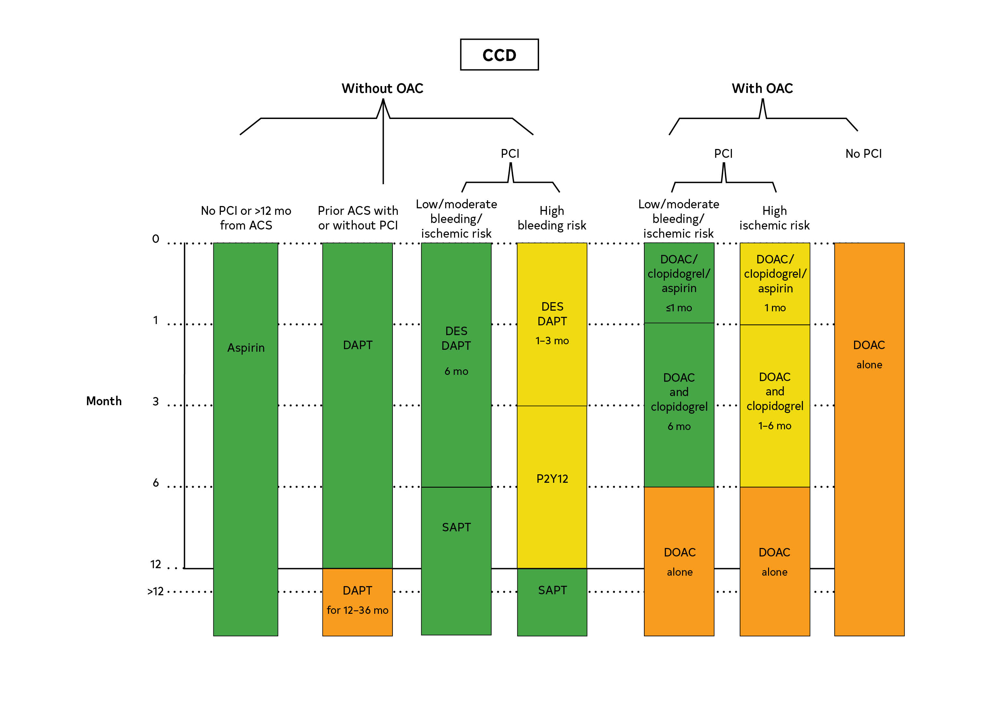 CCD
Without OAC
With OAC
PCI
PCI
No PCI
No PCI or >12 mo
from ACS
Prior ACS with
or without PCI
Low/moderate
bleeding/
ischemic risk
High
bleeding risk
Low/moderate
bleeding/
ischemic risk
High
ischemic risk
Month
0
1
3
6
12
>12
Aspirin
DAPT
DAPT
for 12–36 mo
DES
DAPT
6 mo
SAPT
DES
DAPT
1–3 mo
P2Y12
SAPT
DOAC/
clopidogrel/
aspirin
≤1 mo
DOAC
and
clopidogrel
6 mo
DOAC
alone
DOAC/
clopidogrel/
aspirin
1 mo
DOAC
and
clopidogrel
1–6 mo
DOAC
alone
DOAC
alone